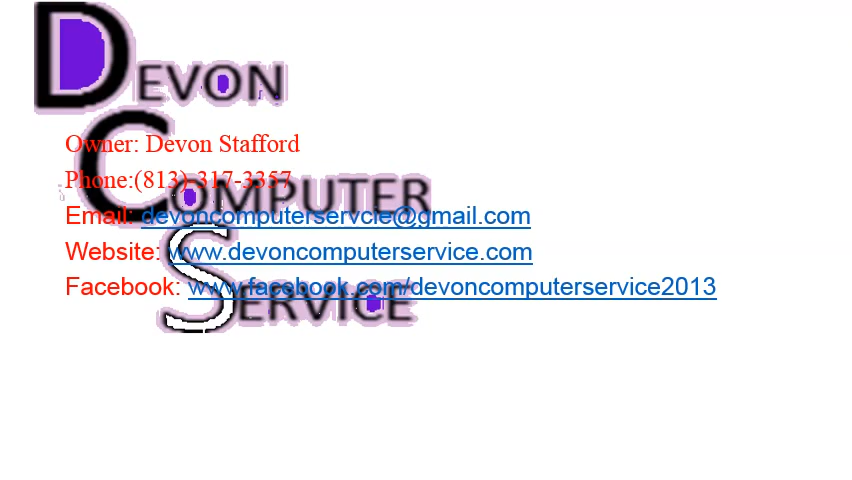 DEVON
Owner: Devon Stafford
Phone:(813)-317-3357
COMPUTER
Email: devoncomputerservcie@gmail.com
Website: www.devoncomputerservice.com
Facebook: www.facebook.com/devoncomputerservice2013
SERVICE